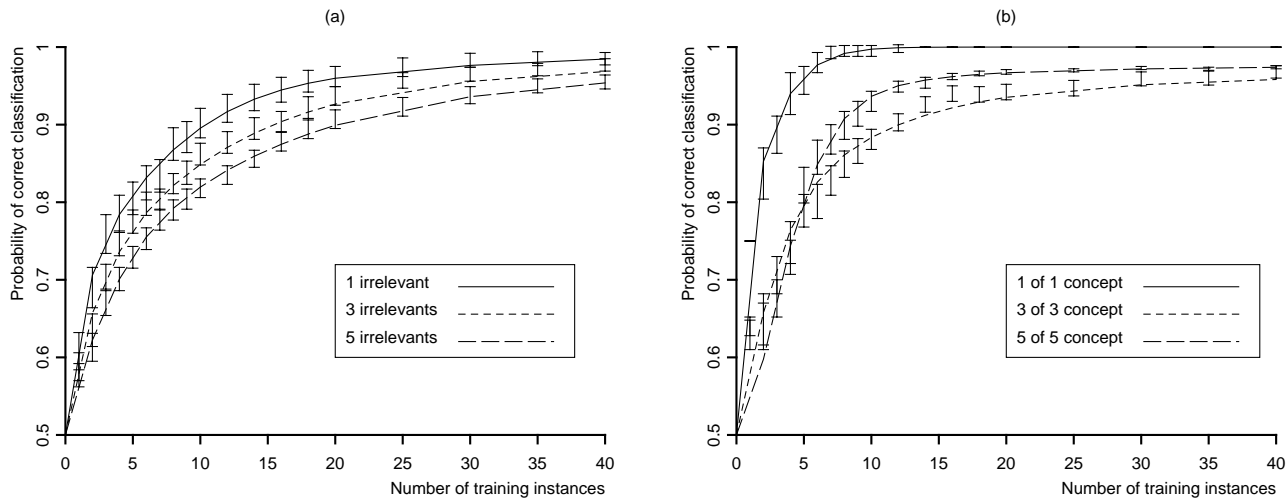 (a)
Probability of correct classification
1
0.9
0.8
0.7
0.6
0.5
1 irrelevant
3 irrelevants
5 irrelevants
0 5 10 15 20 25 30 35 40
Number of training instances
(b)
Probability of correct classification
1
0.9
0.8
0.7
0.6
0.5
1 of 1 concept
3 of 3 concept
5 of 5 concept
0 5 10 15 20 25 30 35 40
Number of training instances